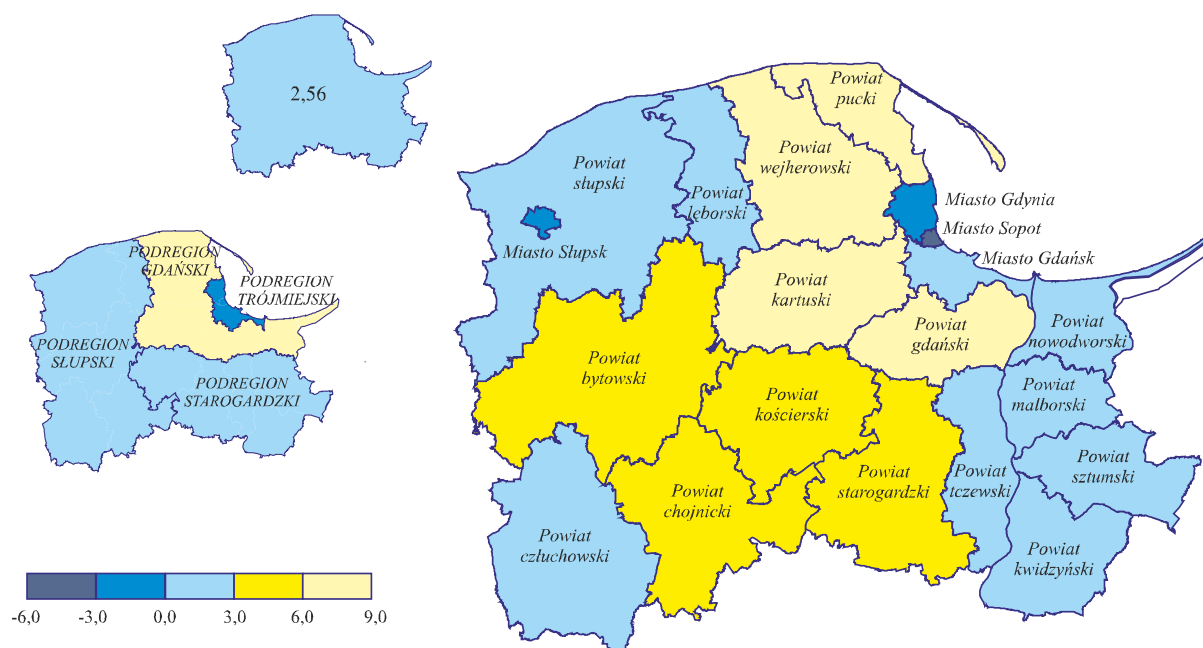 2,56
PODREGION
GDAŃSKI
PODREGION
TRÓJMIEJSKI
PODREGION
SŁUPSKI
PODREGION
STAROGARDZKI
-6,0
-3,0
0,0
3,0
6,0
9,0
Powiat
pucki
Powiat
wejherowski
Powiat
słupski
Powiat
lęborski
Miasto Gdynia
Miasto Sopot
Miasto Gdańsk
Miasto Słupsk
Powiat
kartuski
Powiat
gdański
Powiat
nowodworski
Powiat
bytowski
Powiat
kościerski
Powiat
malborski
Powiat
starogardzki
Powiat
tczewski
Powiat
sztumski
Powiat
chojnicki
Powiat
człuchowski
Powiat
kwidzyński